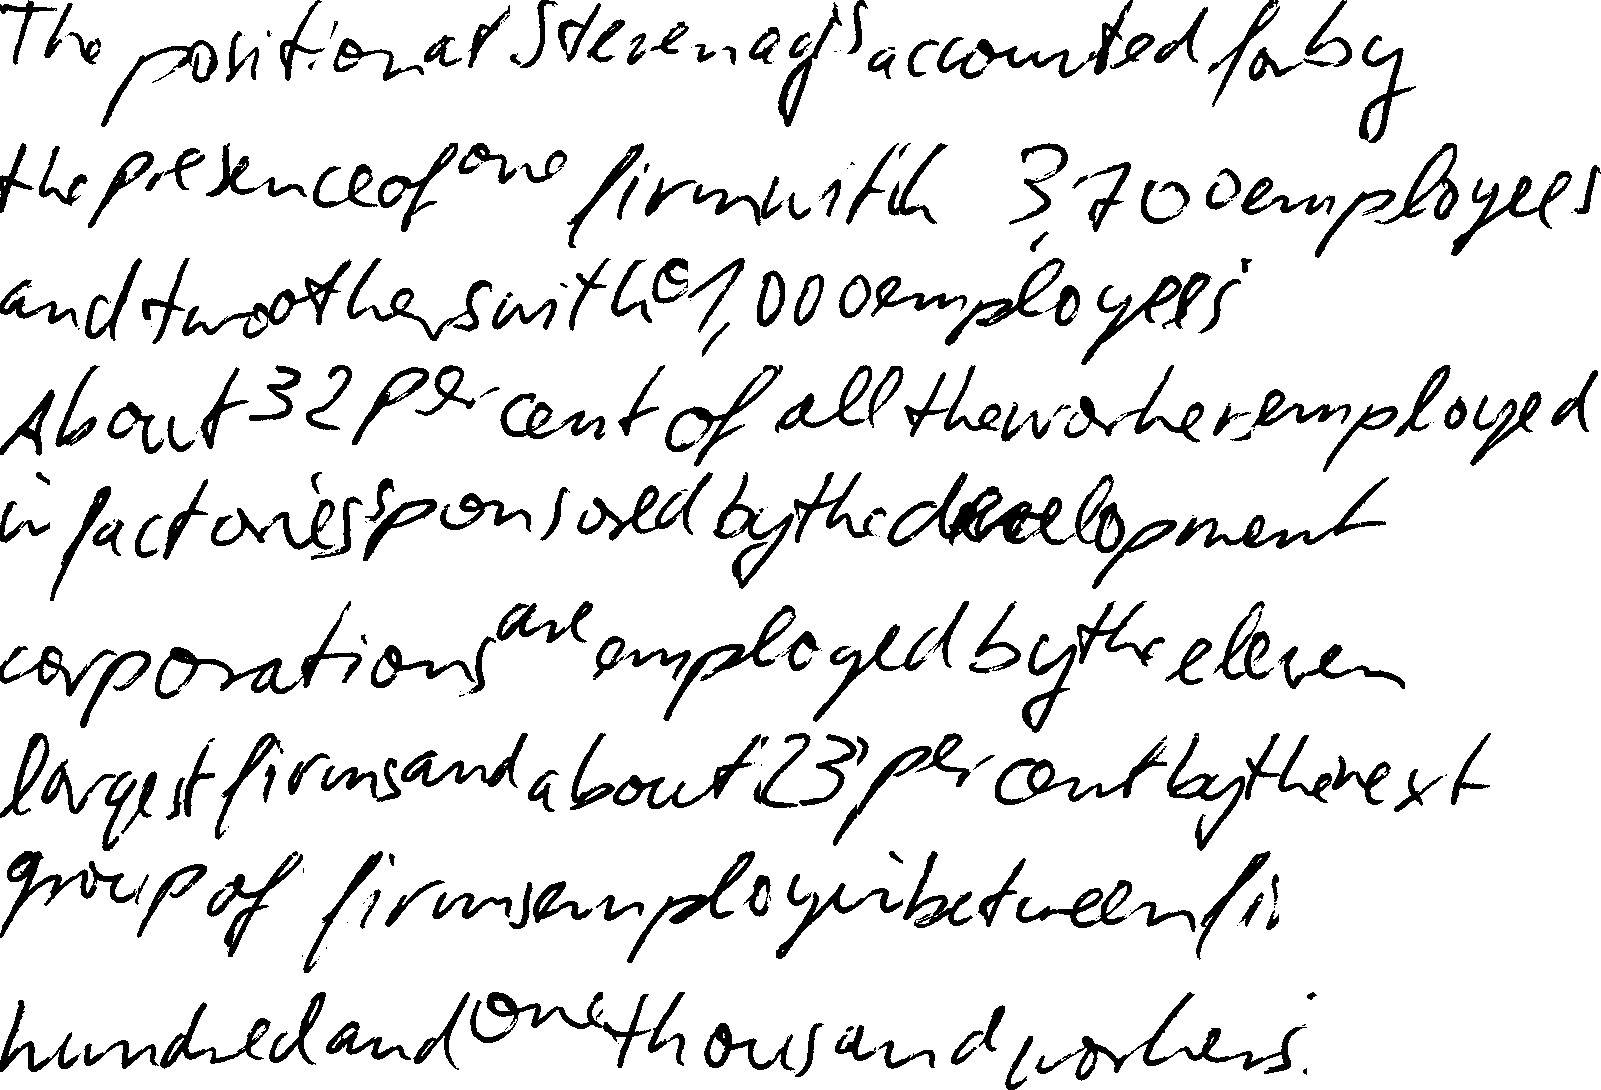 The position at Stevenage is accounted for by
the presence of one firm with 3,700 employees
and two others with 1,000 employees
About 32 per cent of all the workers employed
in factories sponsored by the development
corporations are employed by the eleven
largest firms and about 23 per cent by the next
group of firms employin between fi
hundred and one thousand workers.